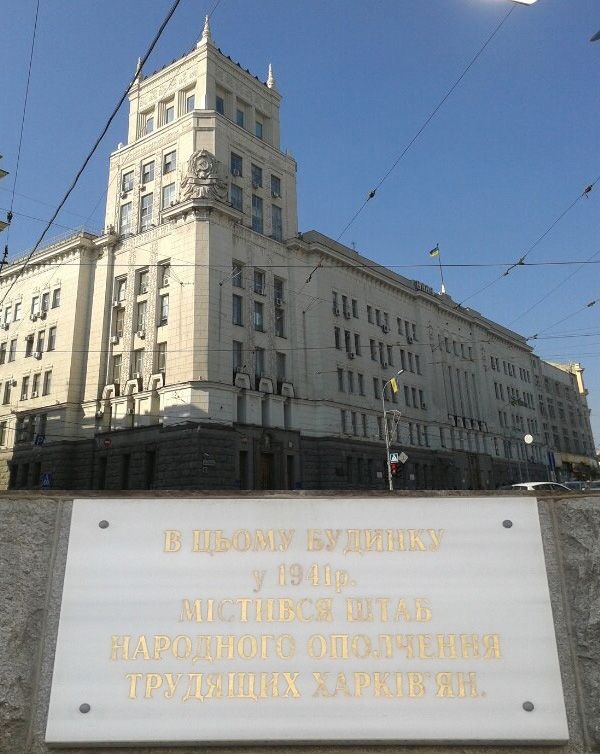 В ЦЬОМУ БУДИНКУ
у 1941р.
МІСТИВСЯ ШТАБ
НАРОДНОГО ОПОЛЧЕННЯ
ТРУДЯЩИХ ХАРКІВ'ЯН.